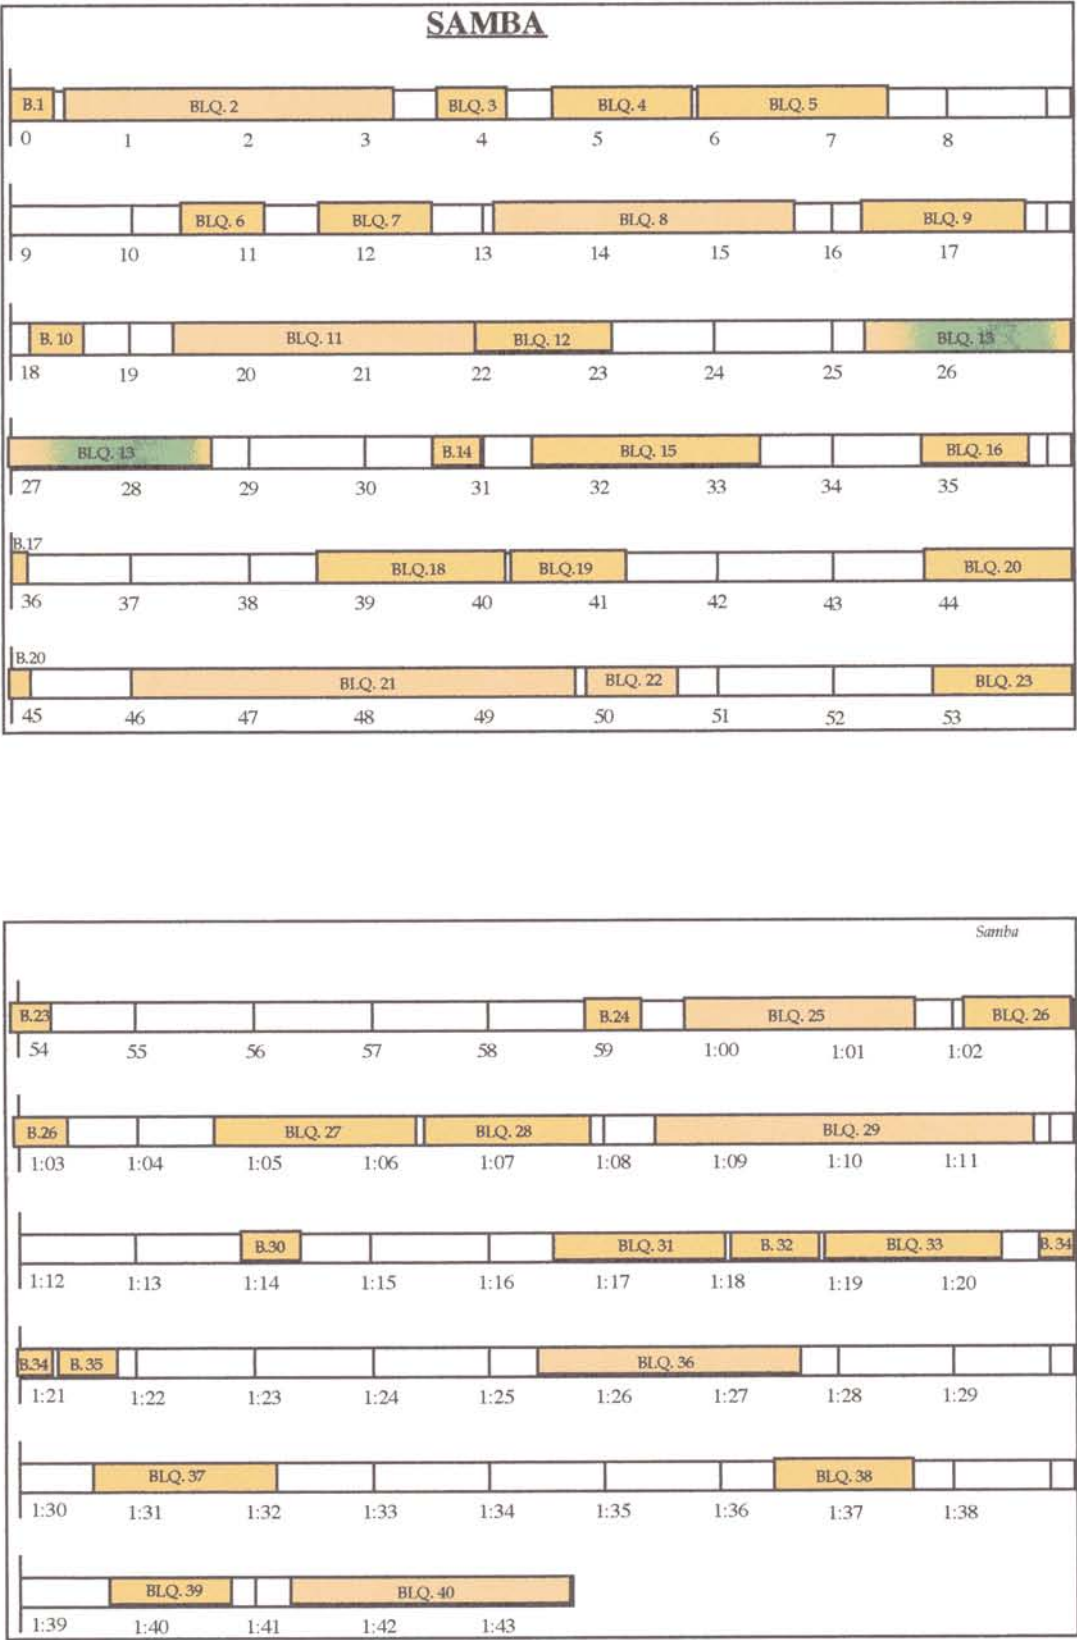 SAMBA
B.1 BLQ. 2 BLQ. 3 BLQ. 4 BLQ. 5
0 1 2 3 4 5 6 7 8
BLQ. 6 BLQ. 7 BLQ. 8 BLQ. 9
9 10 11 12 13 14 15 16 17
B. 10 BLQ. 11 BLQ. 12 BLQ. 13
18 19 20 21 22 23 24 25 26
BLQ. 13 B.14 BLQ. 15 BLQ. 16
27 28 29 30 31 32 33 34 35
B.17 BLQ.18 BLQ.19 BLQ. 20
36 37 38 39 40 41 42 43 44
B.20 BLQ. 21 BLQ. 22 BLQ. 23
45 46 47 48 49 50 51 52 53
Samba
B.23 B.24 BLQ. 25 BLQ. 26
54 55 56 57 58 59 1:00 1:01 1:02
B.26 BLQ. 27 BLQ. 28 BLQ. 29
1:03 1:04 1:05 1:06 1:07 1:08 1:09 1:10 1:11
B.30 BLQ. 31 B. 32 BLQ. 33 B. 34
1:12 1:13 1:14 1:15 1:16 1:17 1:18 1:19 1:20
B.34 B. 35 BLQ. 36
1:21 1:22 1:23 1:24 1:25 1:26 1:27 1:28 1:29
BLQ. 37 BLQ. 38
1:30 1:31 1:32 1:33 1:34 1:35 1:36 1:37 1:38
BLQ. 39 BLQ. 40
1:39 1:40 1:41 1:42 1:43